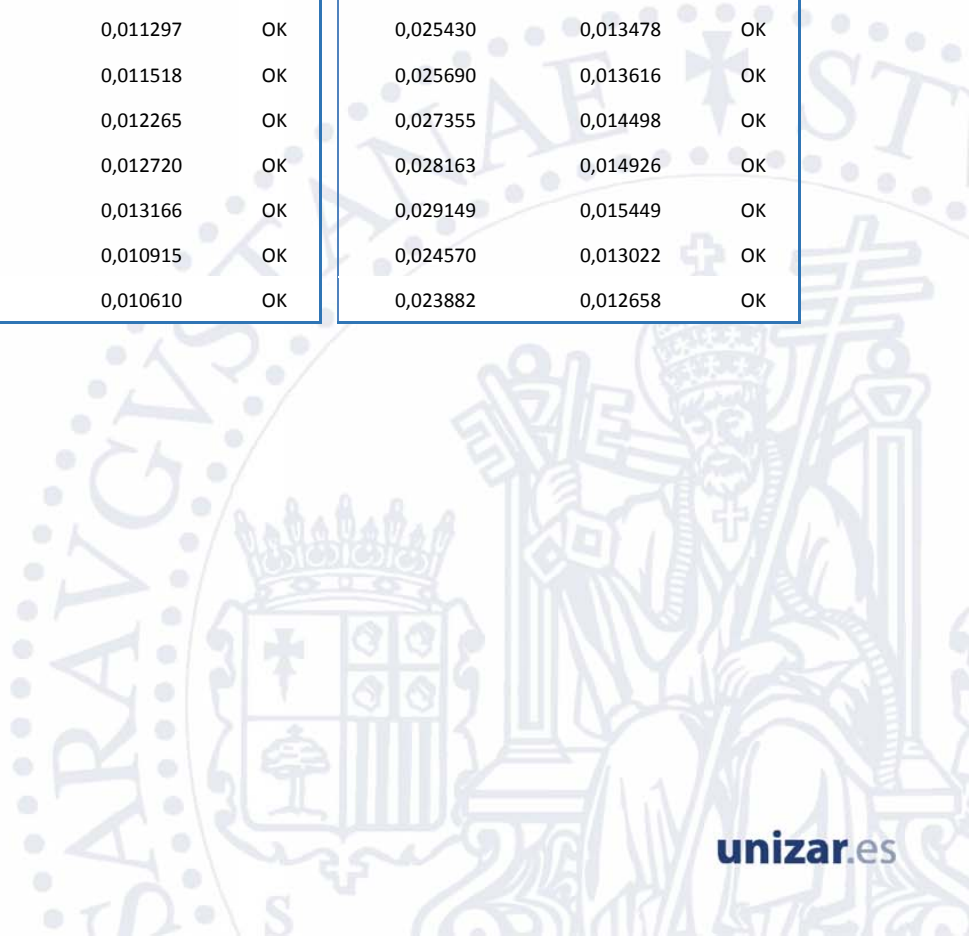 0,011297 OK 0,025430 0,013478 OK
0,011518 OK 0,025690 0,013616 OK
0,012265 OK 0,027355 0,014498 OK
0,012720 OK 0,028163 0,014926 OK
0,013166 OK 0,029149 0,015449 OK
0,010915 OK 0,024570 0,013022 OK
0,010610 OK 0,023882 0,012658 OK
SARAVGVSTANAE ST
S
unizar.es